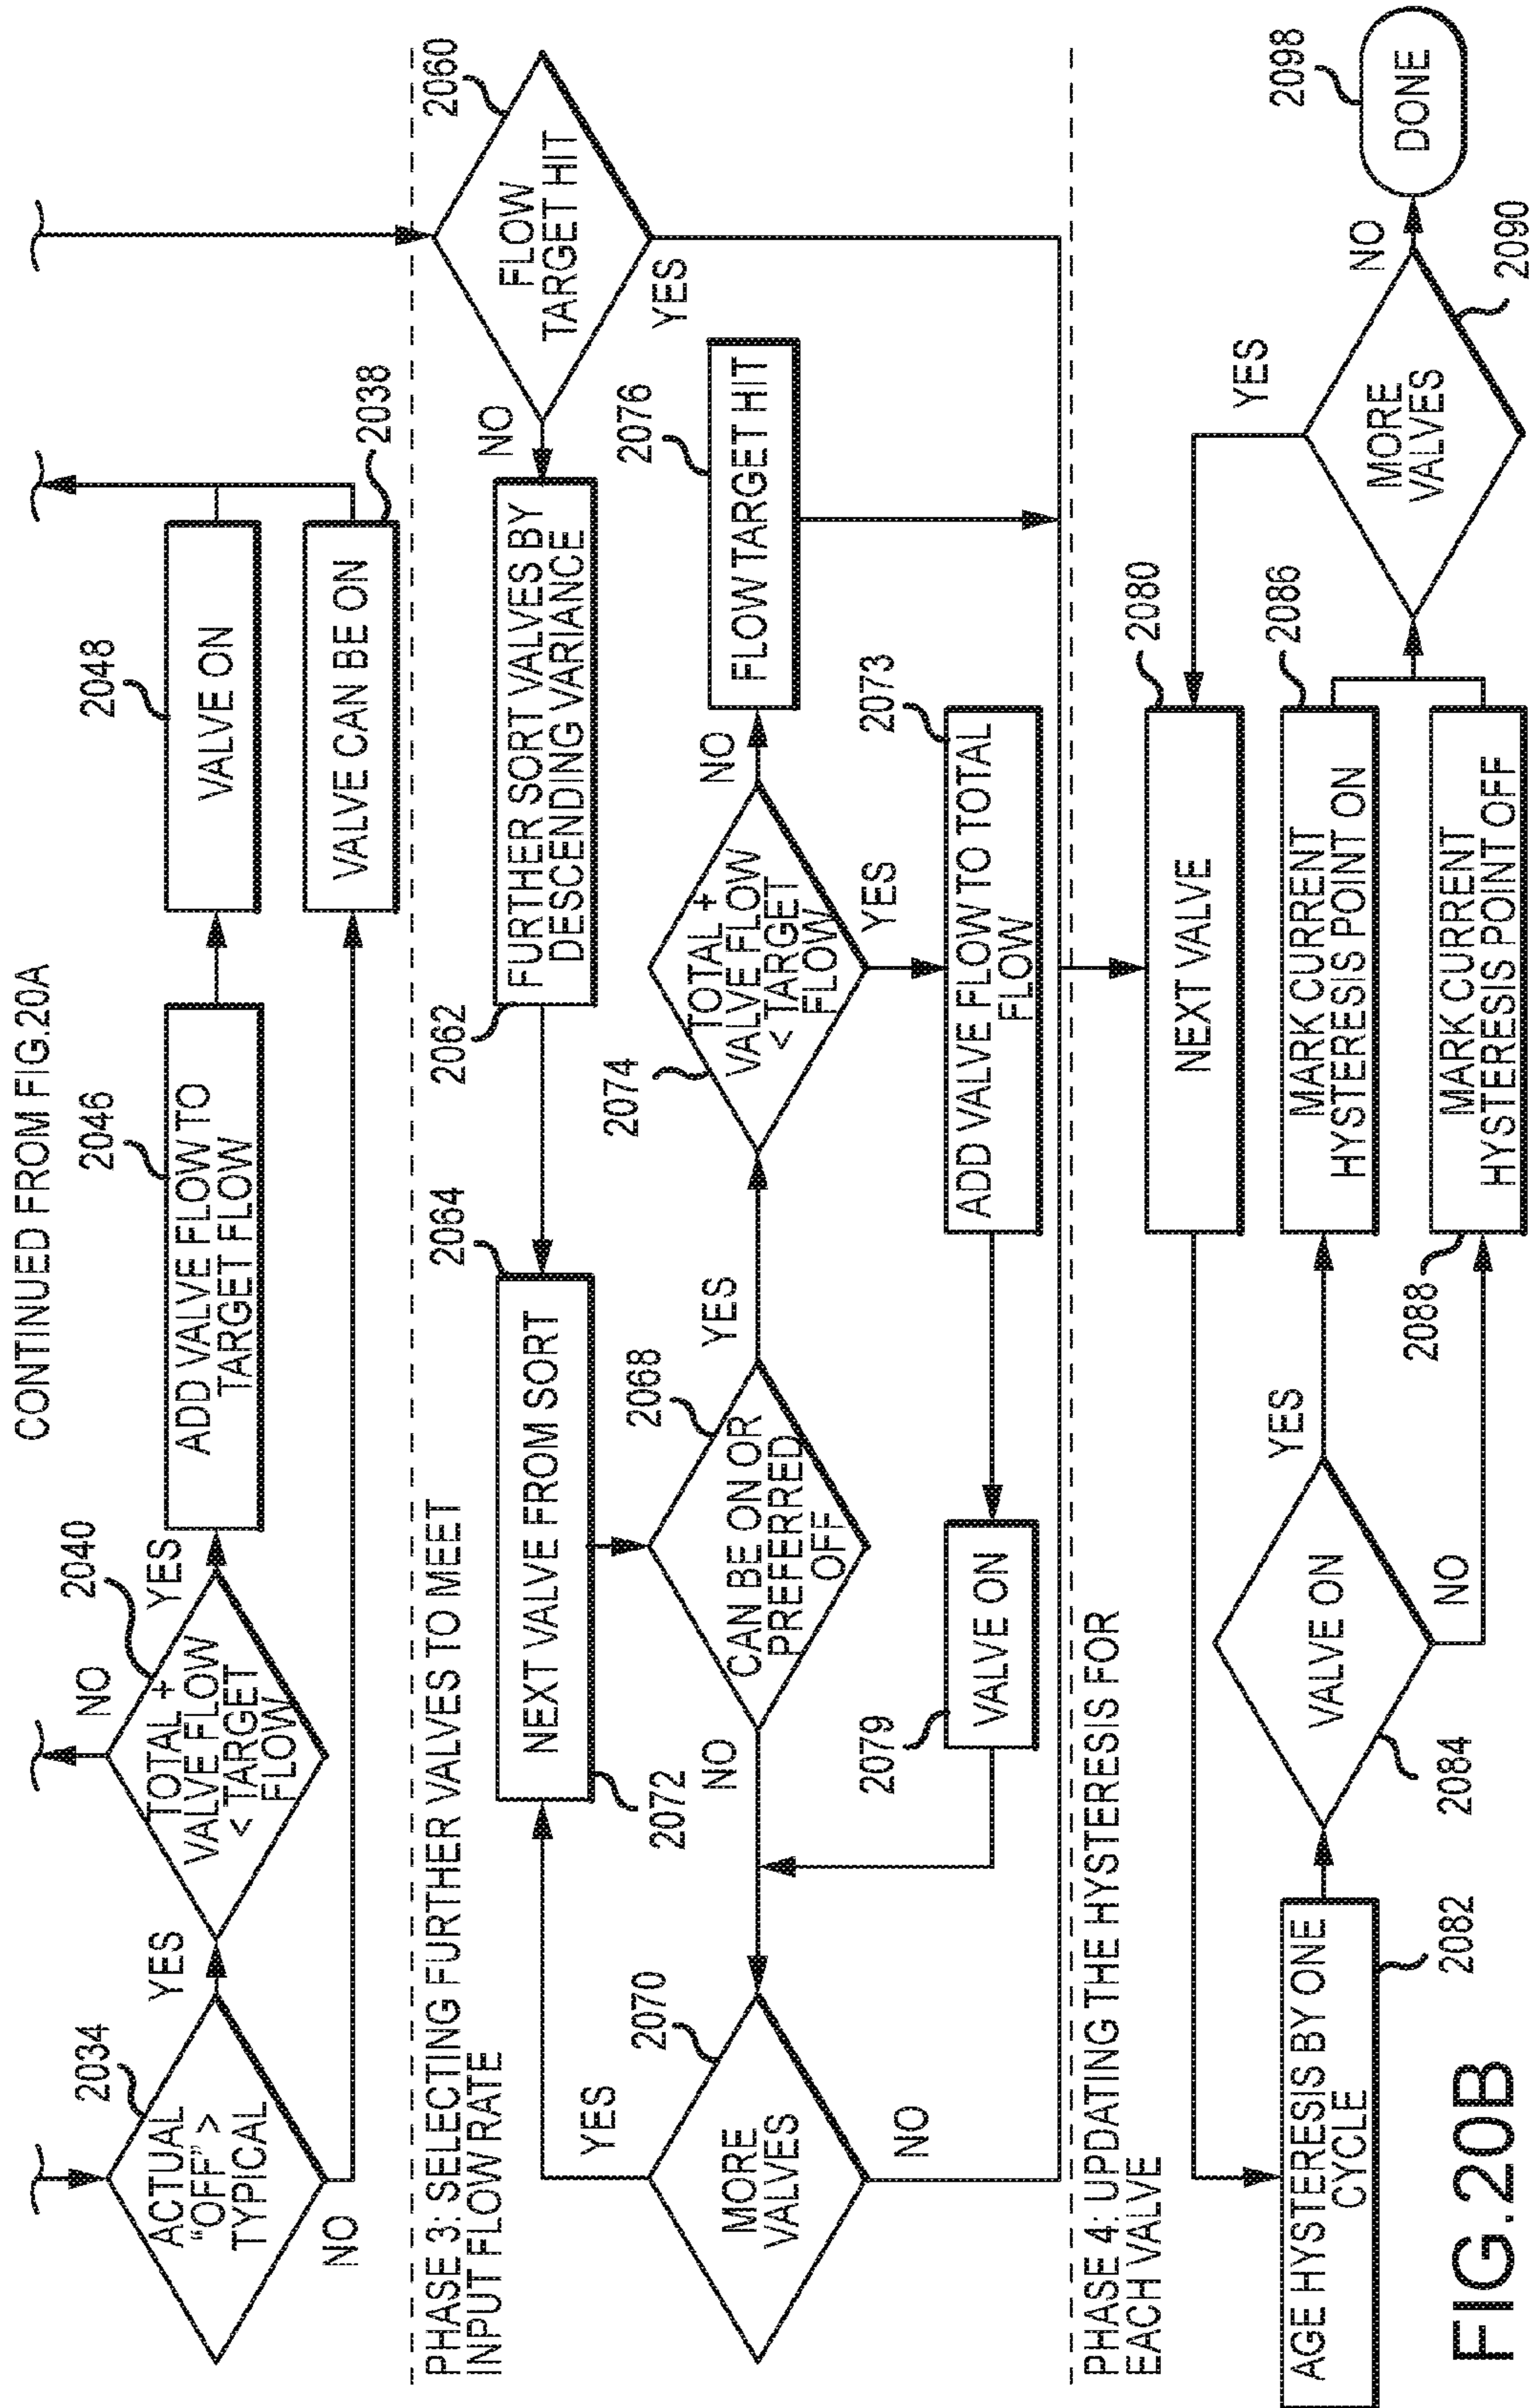 CONTINUED FROM FIG.20A
2034
ACTUAL
"OFF" >
TYPICAL
YES
NO
2040
TOTAL +
VALVE FLOW
< TARGET
FLOW
NO
YES
2046
ADD VALVE FLOW TO
TARGET FLOW
2048
VALVE ON
VALVE CAN BE ON
2038
PHASE 3: SELECTING FURTHER VALVES TO MEET
INPUT FLOW RATE
2060
FLOW
TARGET HIT
NO
YES
2062
FURTHER SORT VALVES BY
DESCENDING VARIANCE
2064
NEXT VALVE FROM SORT
2072
2068
CAN BE ON OR
PREFERRED
OFF
YES
NO
2074
TOTAL +
VALVE FLOW
< TARGET
FLOW
NO
YES
2076
FLOW TARGET HIT
2073
ADD VALVE FLOW TO TOTAL
FLOW
2079
VALVE ON
2070
MORE
VALVES
YES
NO
PHASE 4: UPDATING THE HYSTERESIS FOR
EACH VALVE
2080
NEXT VALVE
AGE HYSTERESIS BY ONE
CYCLE
2082
VALVE ON
2084
YES
NO
2086
MARK CURRENT
HYSTERESIS POINT ON
2088
MARK CURRENT
HYSTERESIS POINT OFF
MORE
VALVES
2090
YES
NO
2098
DONE
FIG.20B